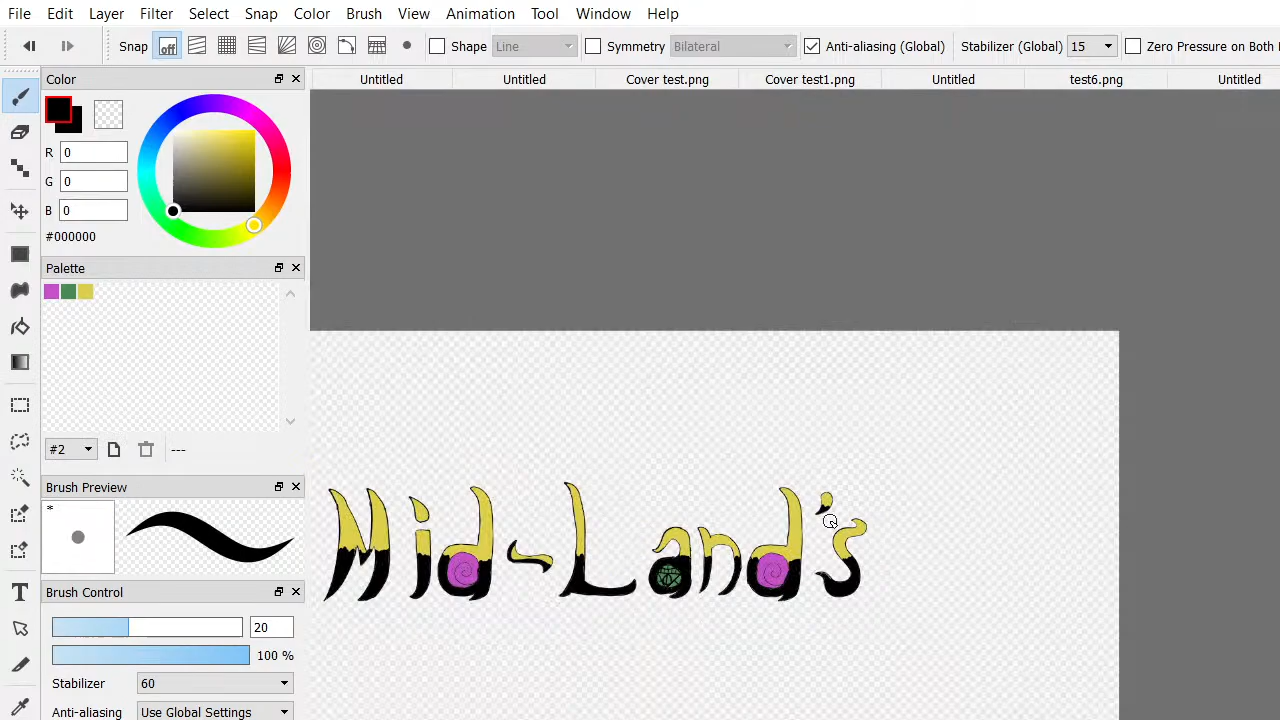 File Edit Layer Filter Select Snap Color Brush View Animation Tool Window Help
Snap off Shape Line Symmetry Bilateral Anti-aliasing (Global) Stabilizer (Global) 15 Zero Pressure on Both
Color
Untitled Untitled Cover test.png Cover test1.png Untitled test6.png Untitled
R 0
G 0
B 0
#000000
Palette
#2 ---
Brush Preview
*
Mid-Land's
Brush Control
20
100 %
Stabilizer 60
Anti-aliasing Use Global Settings